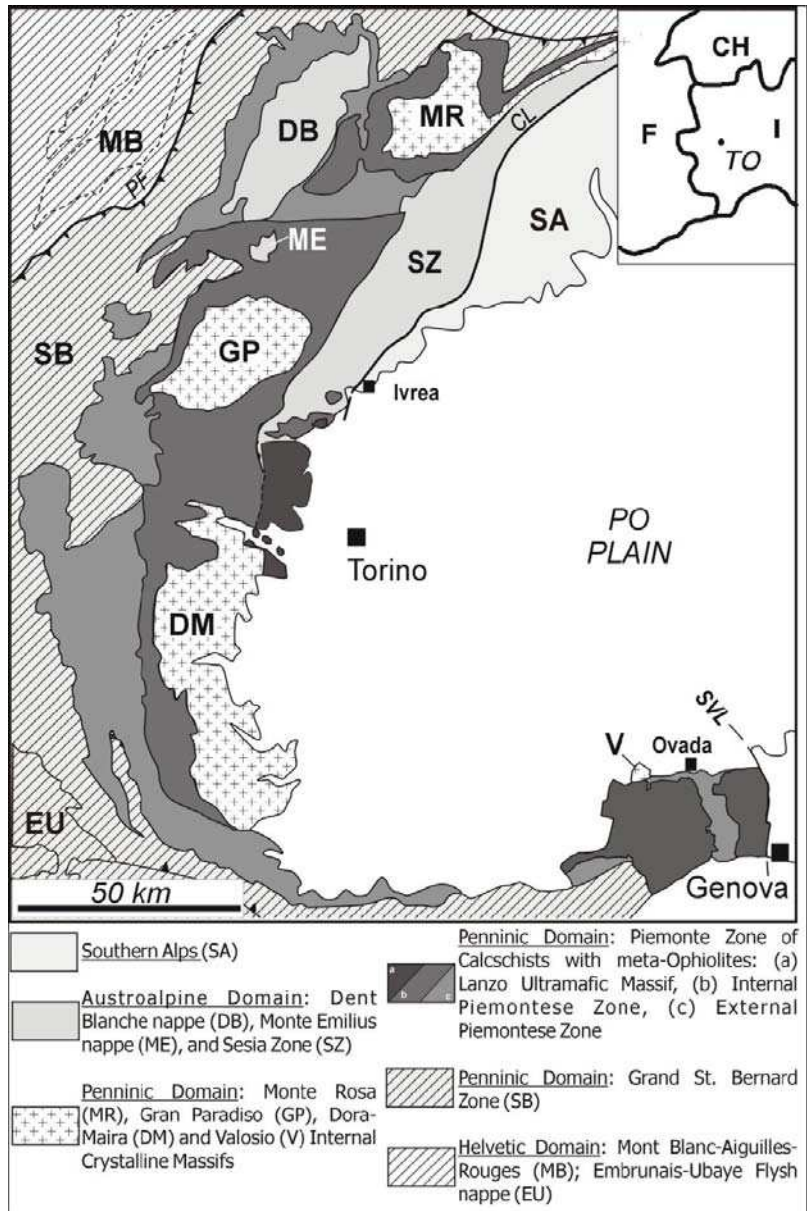 CH
F
I
TO
MB
DB
MR
PF
CL
SA
ME
SZ
SB
GP
Ivrea
PO
PLAIN
Torino
DM
SVL
V
Ovada
EU
Genova
50 km
Southern Alps (SA)
Austroalpine Domain: Dent
Blanche nappe (DB), Monte Emilius
nappe (ME), and Sesia Zone (SZ)
Penninic Domain: Monte Rosa
(MR), Gran Paradiso (GP), Dora-
Maira (DM) and Valosio (V) Internal
Crystalline Massifs
a
b
c
Penninic Domain: Piemonte Zone of
Calcschists with meta-Ophiolites: (a)
Lanzo Ultramafic Massif, (b) Internal
Piemontese Zone, (c) External
Piemontese Zone
Penninic Domain: Grand St. Bernard
Zone (SB)
Helvetic Domain: Mont Blanc-Aiguilles-
Rouges (MB); Embrunais-Ubaye Flysh
nappe (EU)